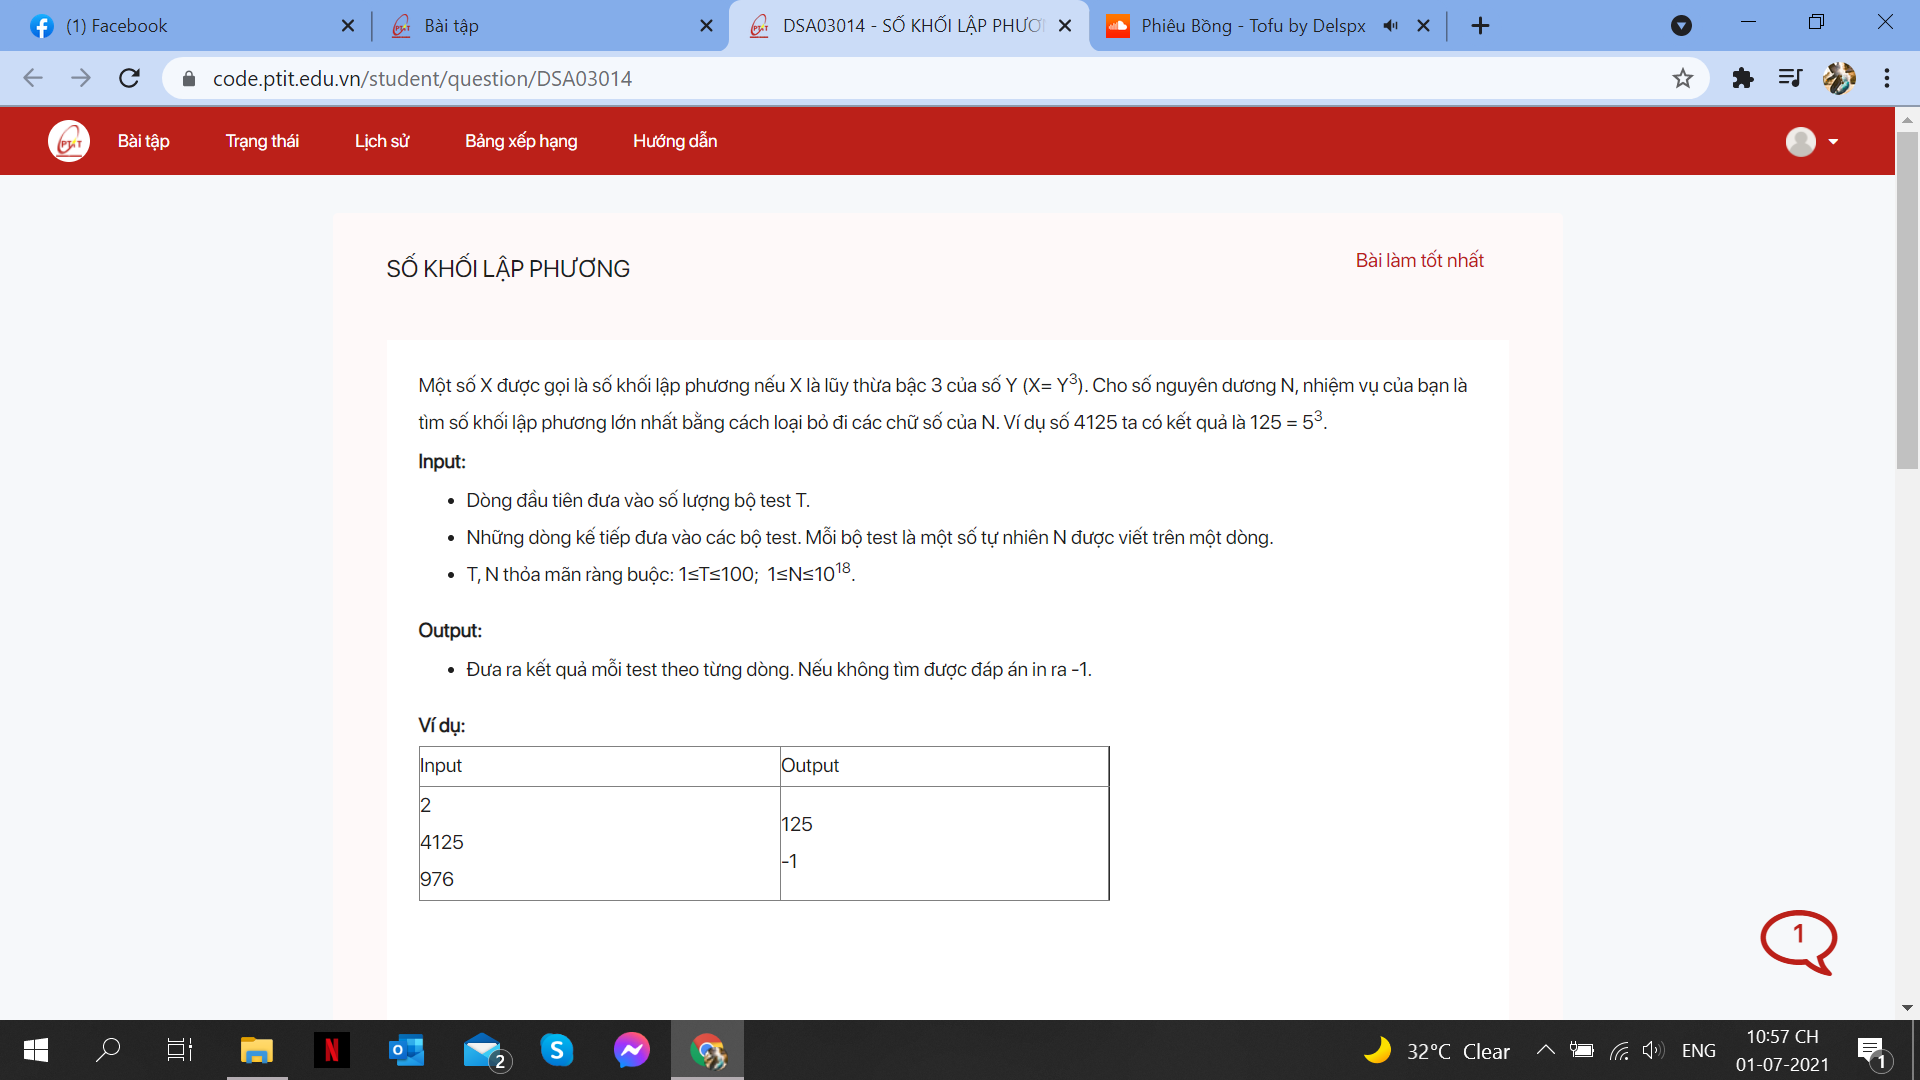 (1) Facebook
Bài tập
DSA03014 - SỐ KHỐI LẬP PHƯƠ
Phiêu Bồng - Tofu by Delspx
code.ptit.edu.vn/student/question/DSA03014
Bài tập
Trạng thái
Lịch sử
Bảng xếp hạng
Hướng dẫn
SỐ KHỐI LẬP PHƯƠNG
Bài làm tốt nhất
Một số X được gọi là số khối lập phương nếu X là lũy thừa bậc 3 của số Y (X= Y³). Cho số nguyên dương N, nhiệm vụ của bạn là
tìm số khối lập phương lớn nhất bằng cách loại bỏ đi các chữ số của N. Ví dụ số 4125 ta có kết quả là 125 = 5³.
Input:
• Dòng đầu tiên đưa vào số lượng bộ test T.
• Những dòng kế tiếp đưa vào các bộ test. Mỗi bộ test là một số tự nhiên N được viết trên một dòng.
• T, N thỏa mãn ràng buộc: 1≤T≤100; 1≤N≤10¹⁸.
Output:
• Đưa ra kết quả mỗi test theo từng dòng. Nếu không tìm được đáp án in ra -1.
Ví dụ:
Input
Output
2
4125
976
125
-1
1
2
32°C Clear
ENG
10:57 CH
01-07-2021
1